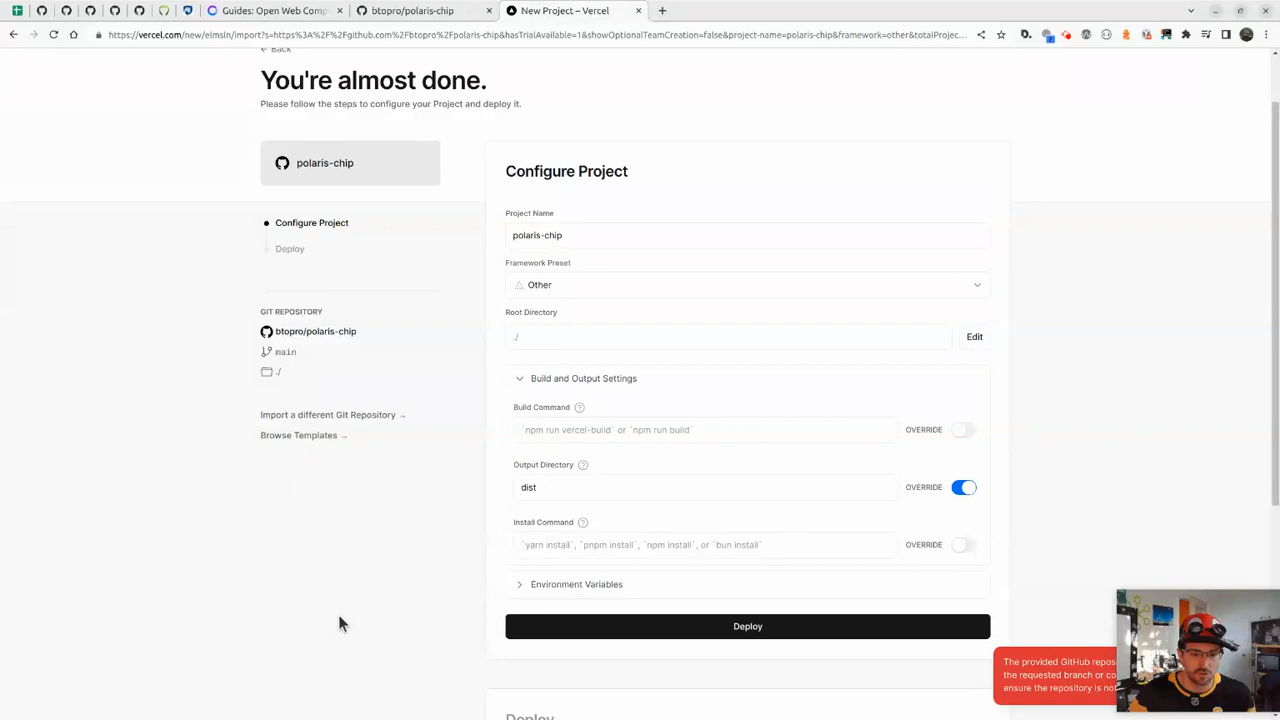 Guides: Open Web Comp
btopro/polaris-chip
New Project – Vercel
https://vercel.com/new/elmsln/import?s=https%3A%2F%2Fgithub.com%2Fbtopro%2Fpolaris-chip&hasTrialAvailable=1&showOptionalTeamCreation=false&project-name=polaris-chip&framework=other&totalProjec...
← Back
You're almost done.
Please follow the steps to configure your Project and deploy it.
polaris-chip
Configure Project
Deploy
GIT REPOSITORY
btopro/polaris-chip
main
./
Import a different Git Repository →
Browse Templates →
Configure Project
Project Name
polaris-chip
Framework Preset
Other
Root Directory
./
Edit
Build and Output Settings
Build Command
`npm run vercel-build` or `npm run build`
OVERRIDE
Output Directory
dist
OVERRIDE
Install Command
`yarn install`, `pnpm install`, `npm install`, or `bun install`
OVERRIDE
Environment Variables
Deploy
Deploy
The provided GitHub repos
the requested branch or co
ensure the repository is not